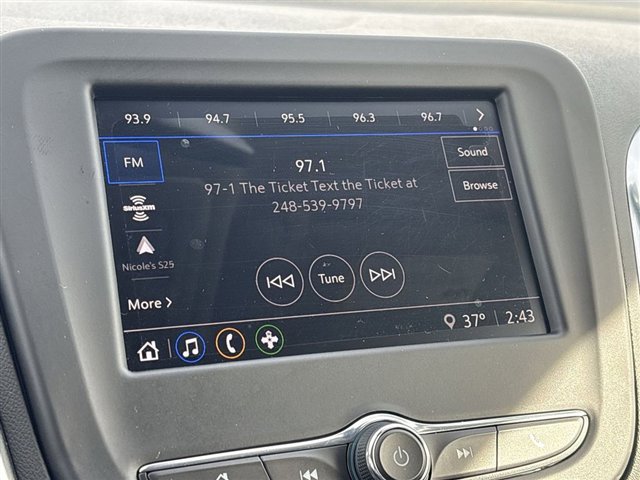 93.9 94.7 95.5 96.3 96.7
FM
97.1
Sound
97-1 The Ticket Text the Ticket at
248-539-9797
Browse
SiriusXM
Nicole's S25
Tune
More
37° 2:43